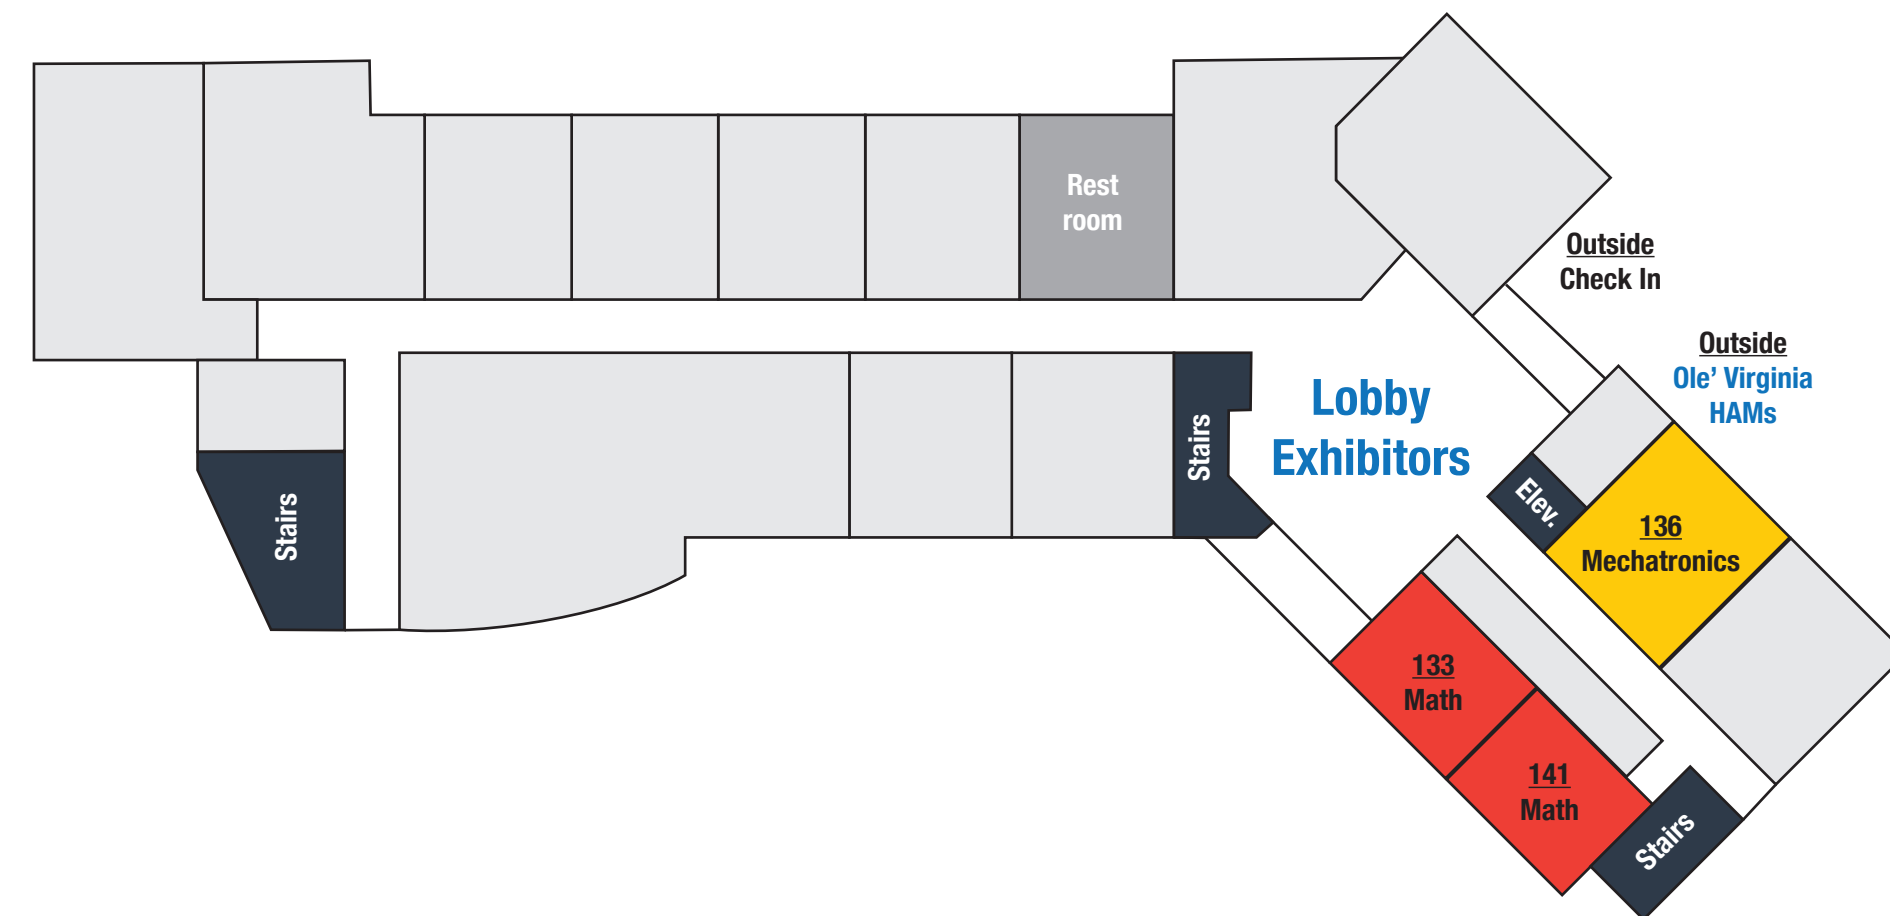 Rest
room
Outside
Check In
Outside
Ole’ Virginia
HAMs
Lobby
Exhibitors
Stairs
Elev.
136
Mechatronics
Stairs
133
Math
141
Math
Stairs